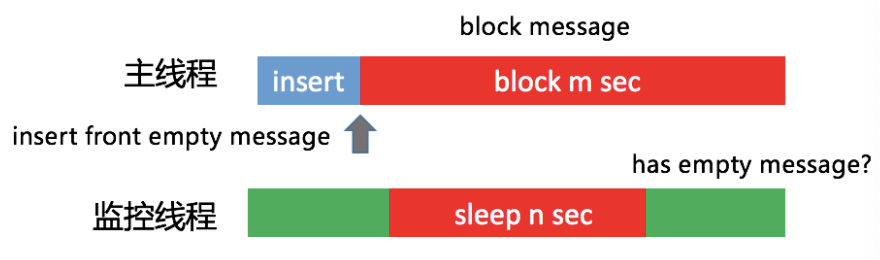 block message
主线程
insert
block m sec
insert front empty message
has empty message?
监控线程
sleep n sec